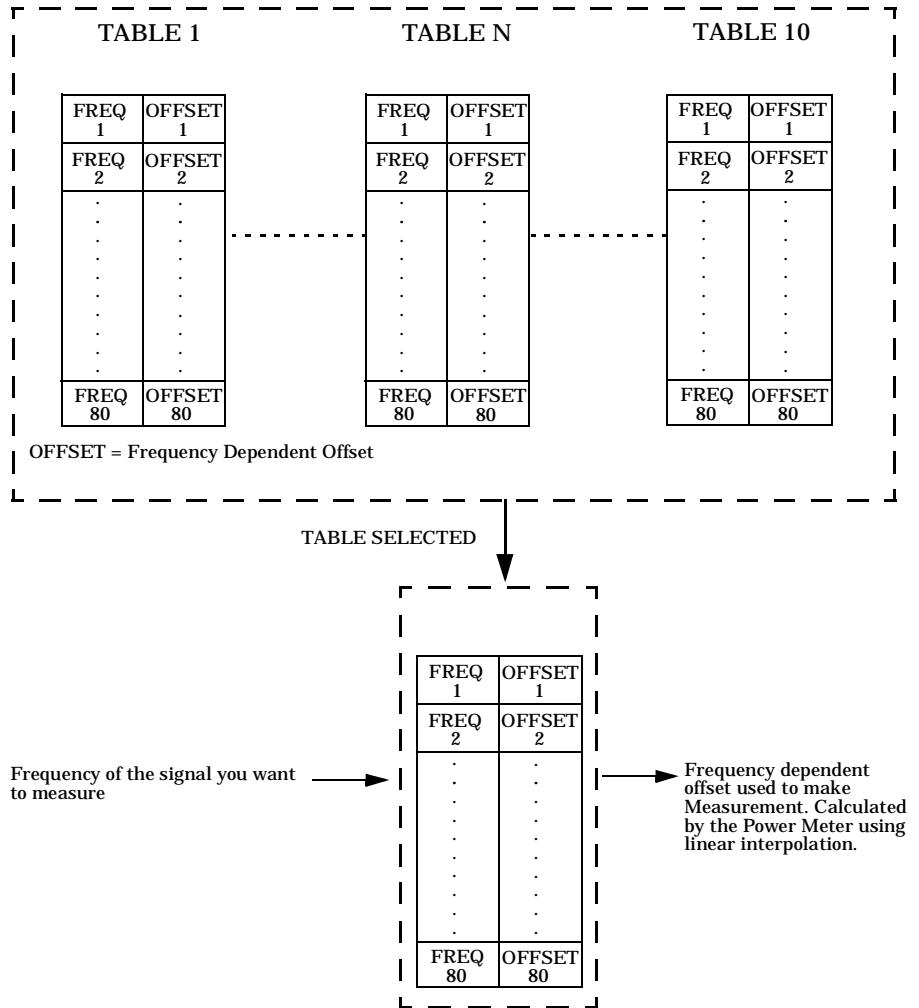 TABLE 1 TABLE N TABLE 10
FREQ OFFSET FREQ OFFSET FREQ OFFSET
1 1 1 1 1 1
FREQ OFFSET FREQ OFFSET FREQ OFFSET
2 2 2 2 2 2
FREQ OFFSET FREQ OFFSET FREQ OFFSET
80 80 80 80 80 80
OFFSET = Frequency Dependent Offset
TABLE SELECTED
FREQ OFFSET
1 1
FREQ OFFSET
2 2
Frequency of the signal you want
to measure
Frequency dependent
offset used to make
Measurement. Calculated
by the Power Meter using
linear interpolation.
FREQ OFFSET
80 80